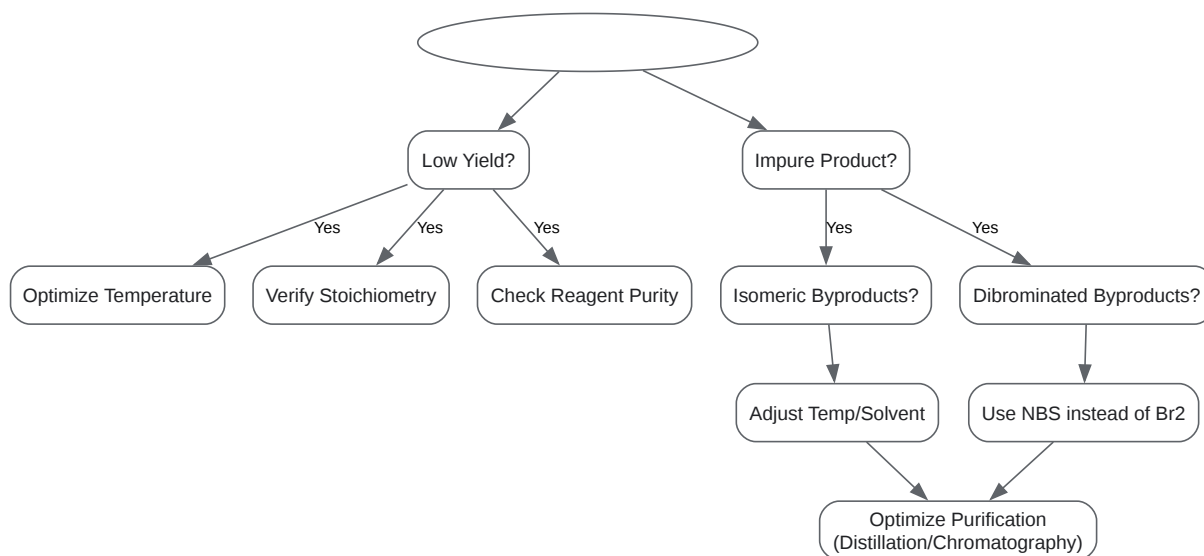 Low Yield?
Impure Product?
Yes
Yes
Yes
Yes
Optimize Temperature
Verify Stoichiometry
Check Reagent Purity
Isomeric Byproducts?
Dibrominated Byproducts?
Adjust Temp/Solvent
Use NBS instead of Br2
Optimize Purification
(Distillation/Chromatography)